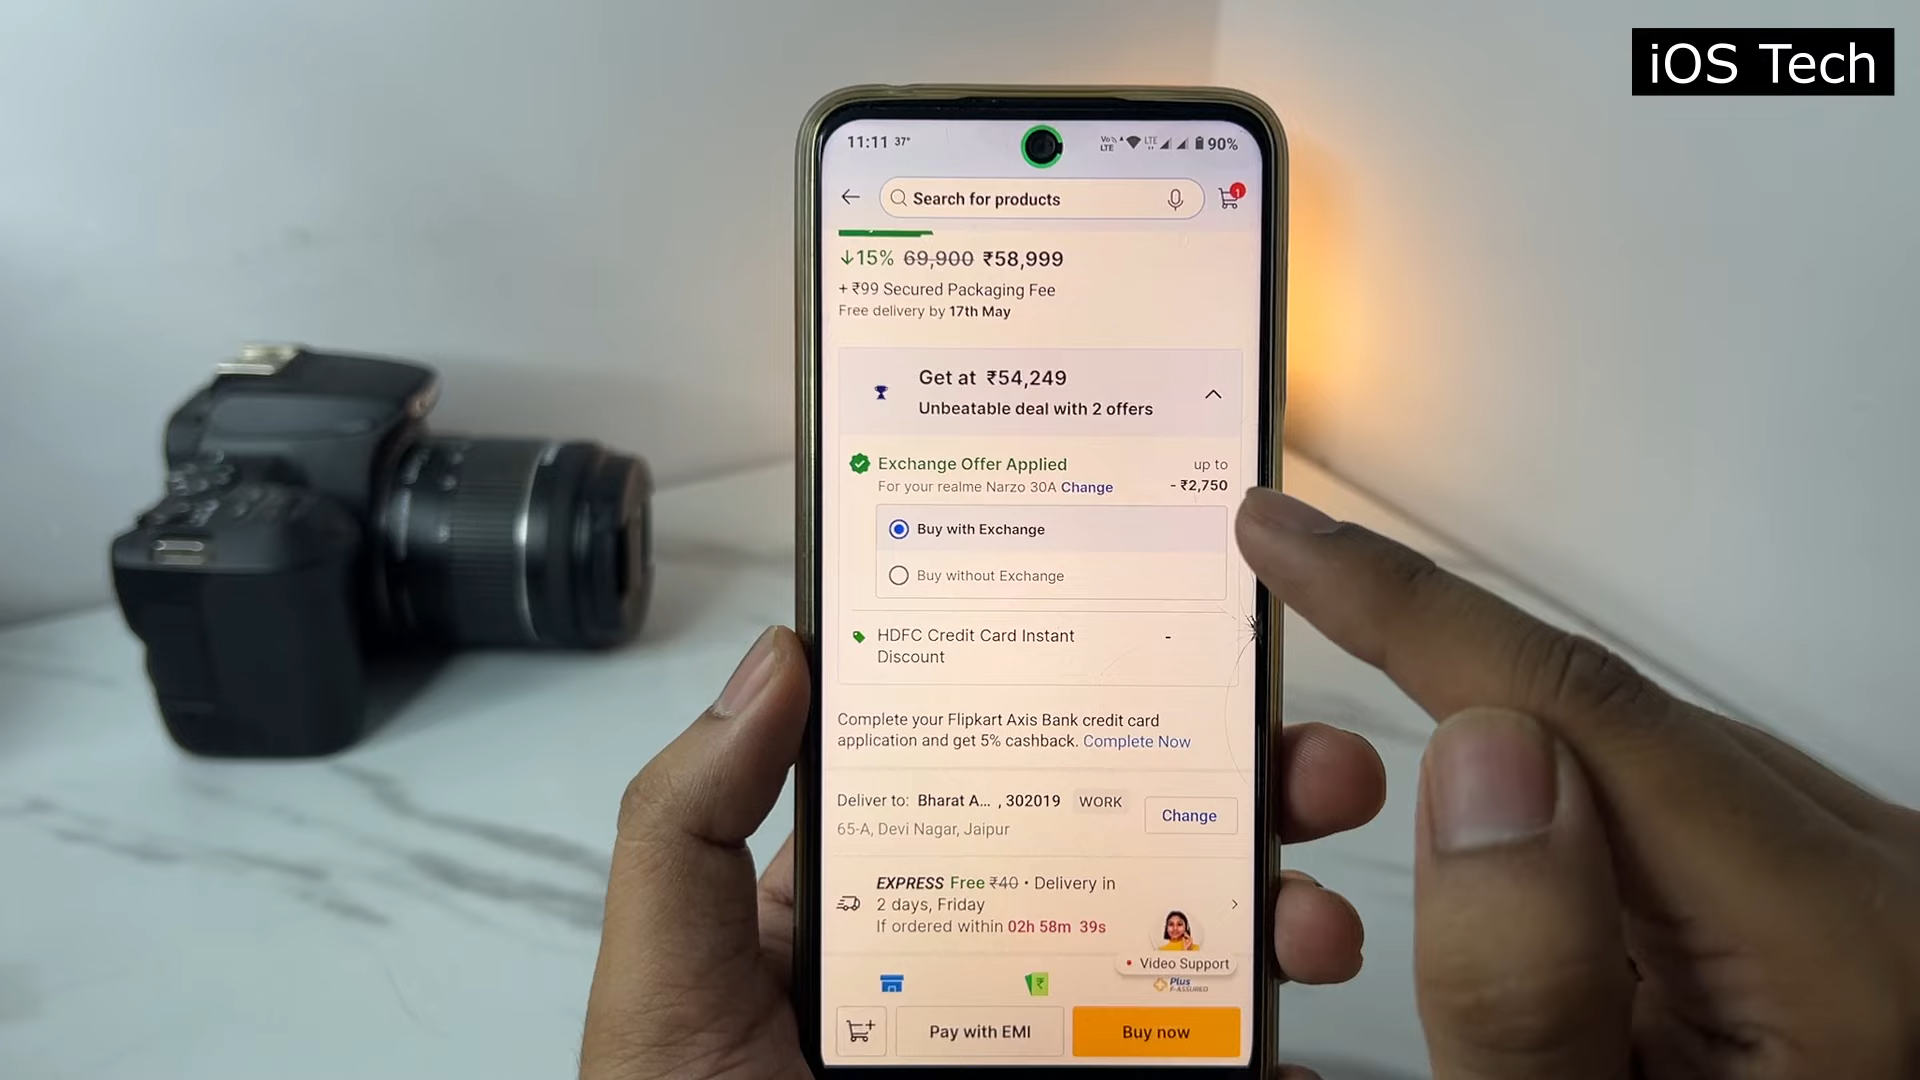 iOS Tech
11:11 37°
Vo LTE LTE 90%
Search for products
1
↓15% 69,900 ₹58,999
+ ₹99 Secured Packaging Fee
Free delivery by 17th May
Get at ₹54,249
Unbeatable deal with 2 offers
Exchange Offer Applied
up to
For your realme Narzo 30A Change
- ₹2,750
Buy with Exchange
Buy without Exchange
HDFC Credit Card Instant
-
Discount
Complete your Flipkart Axis Bank credit card
application and get 5% cashback. Complete Now
Deliver to: Bharat A... , 302019 WORK
Change
65-A, Devi Nagar, Jaipur
EXPRESS Free ₹40 • Delivery in
2 days, Friday
If ordered within 02h 58m 39s
Video Support
₹
Plus
F-ASSURED
Pay with EMI
Buy now